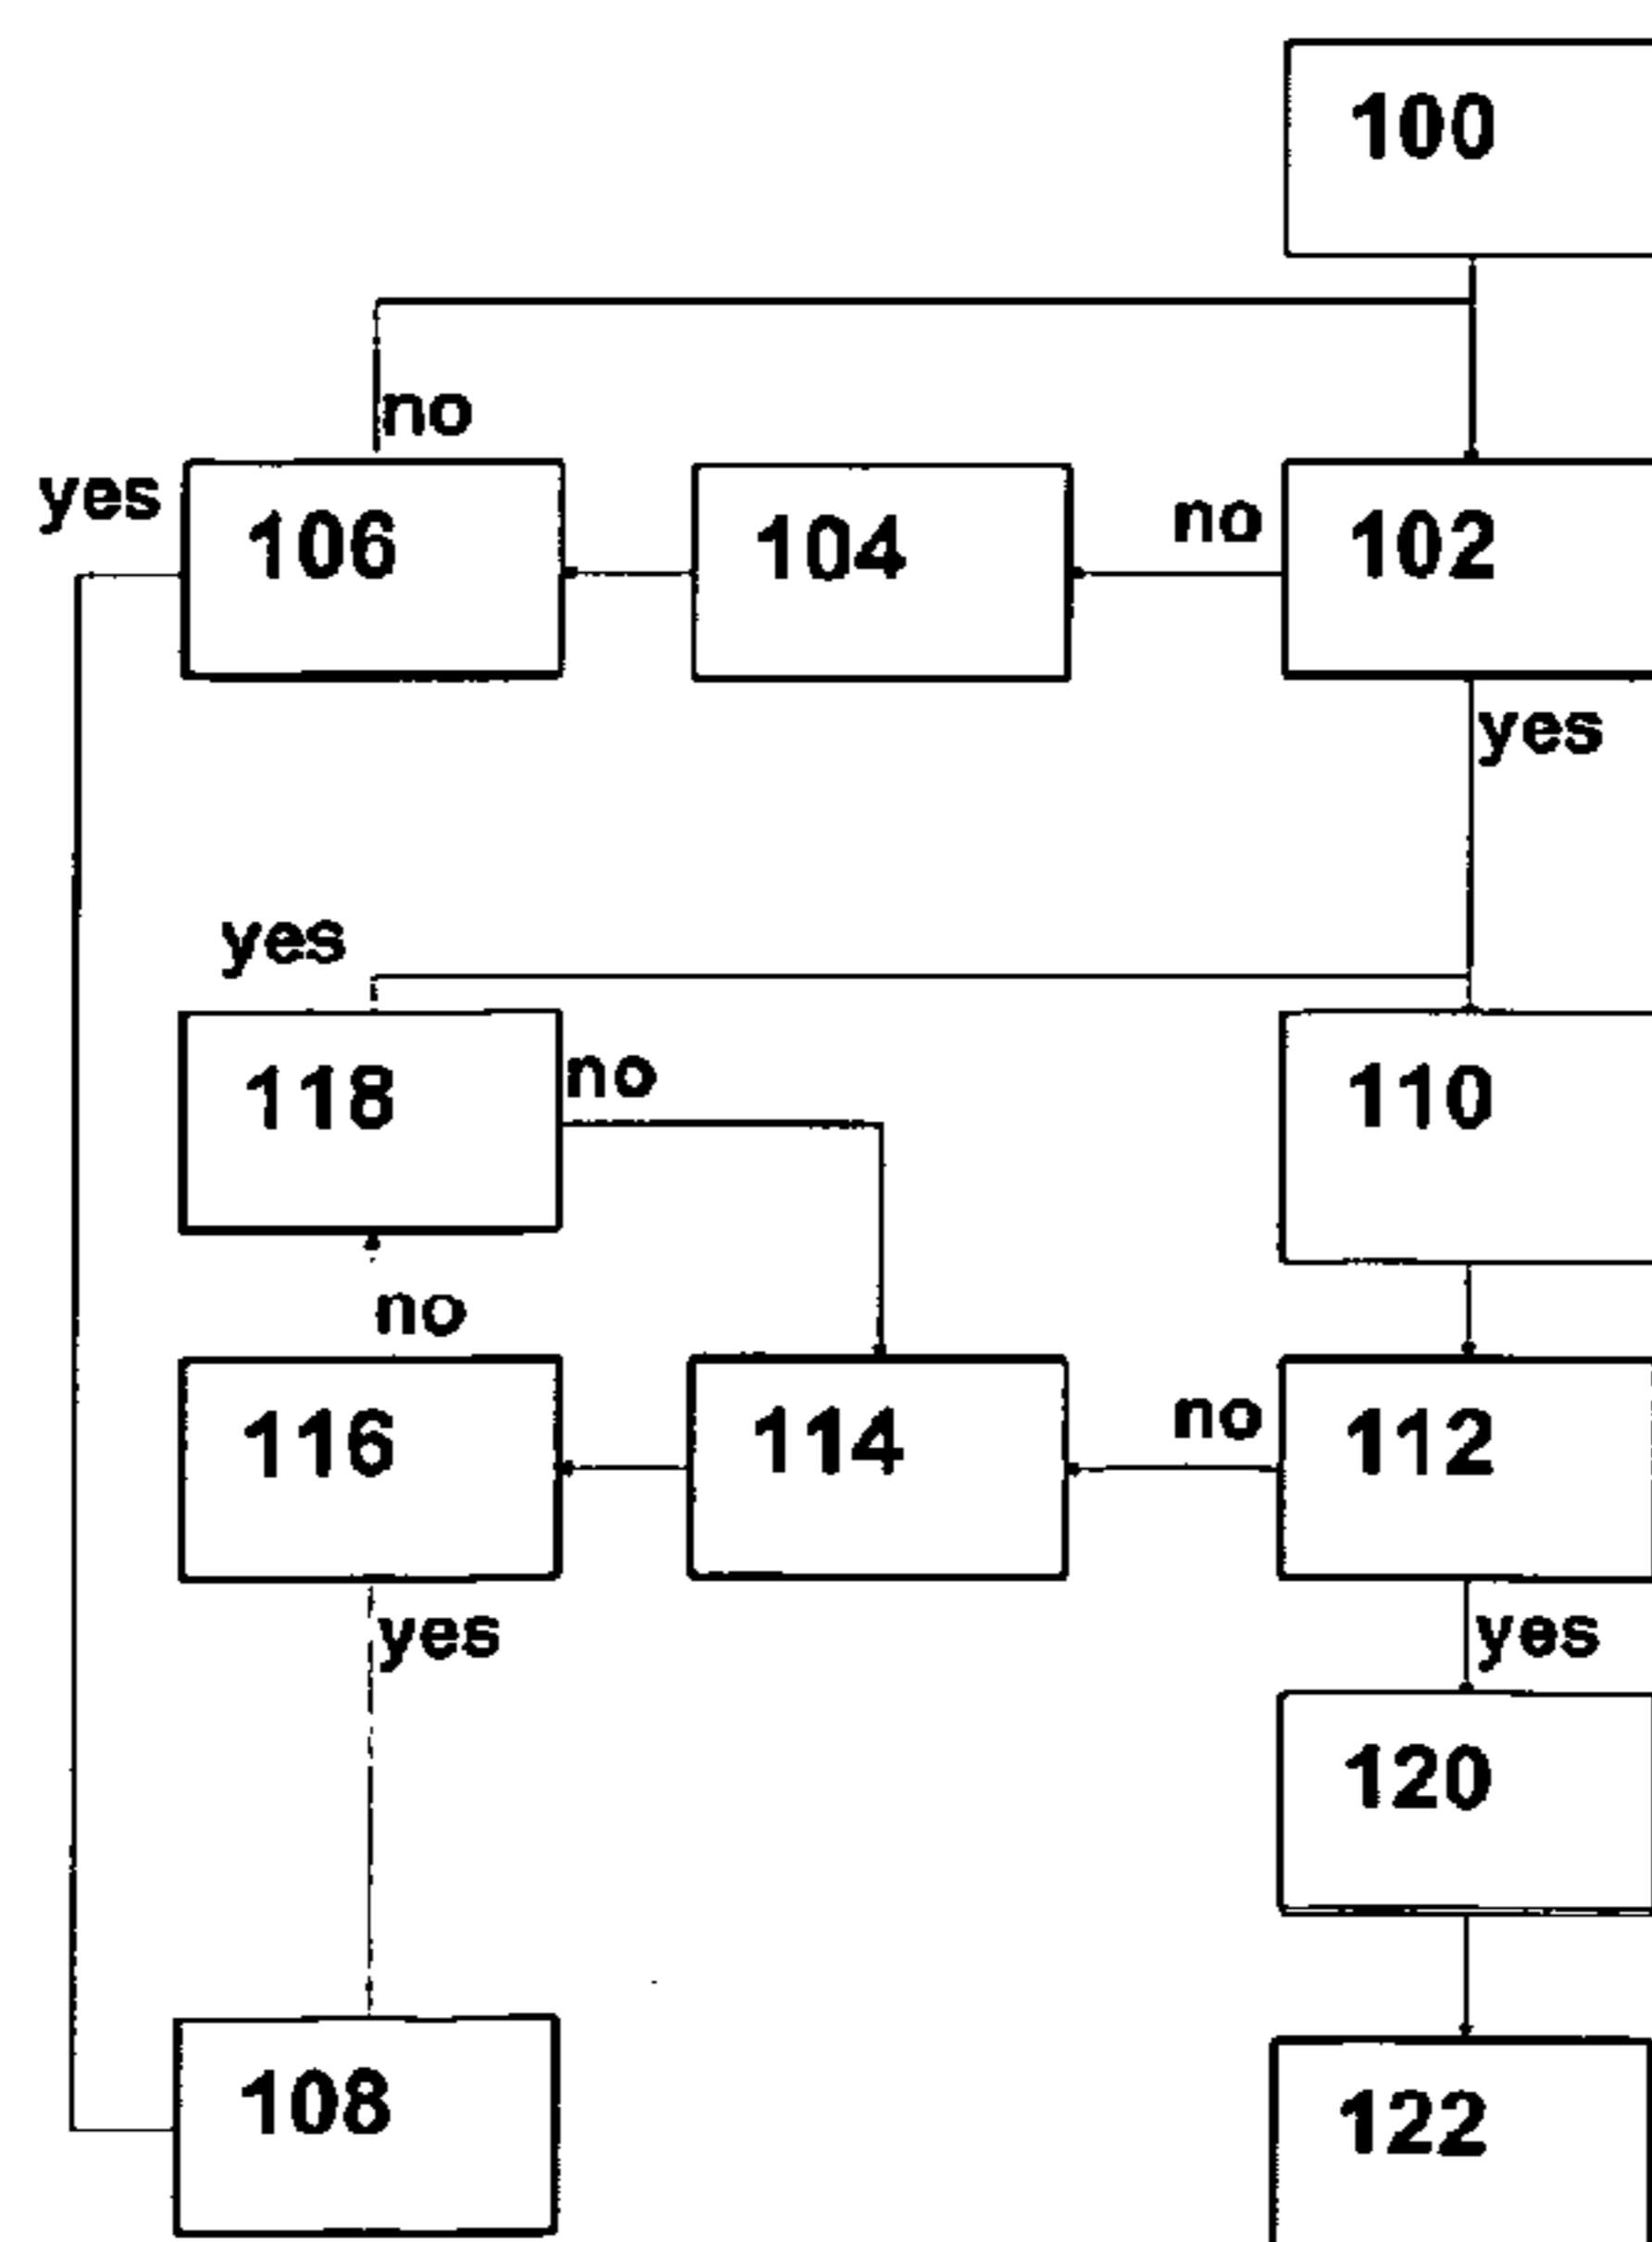 100
no
yes
106
104
no
102
yes
yes
118
no
110
no
116
114
no
112
yes
yes
120
108
122